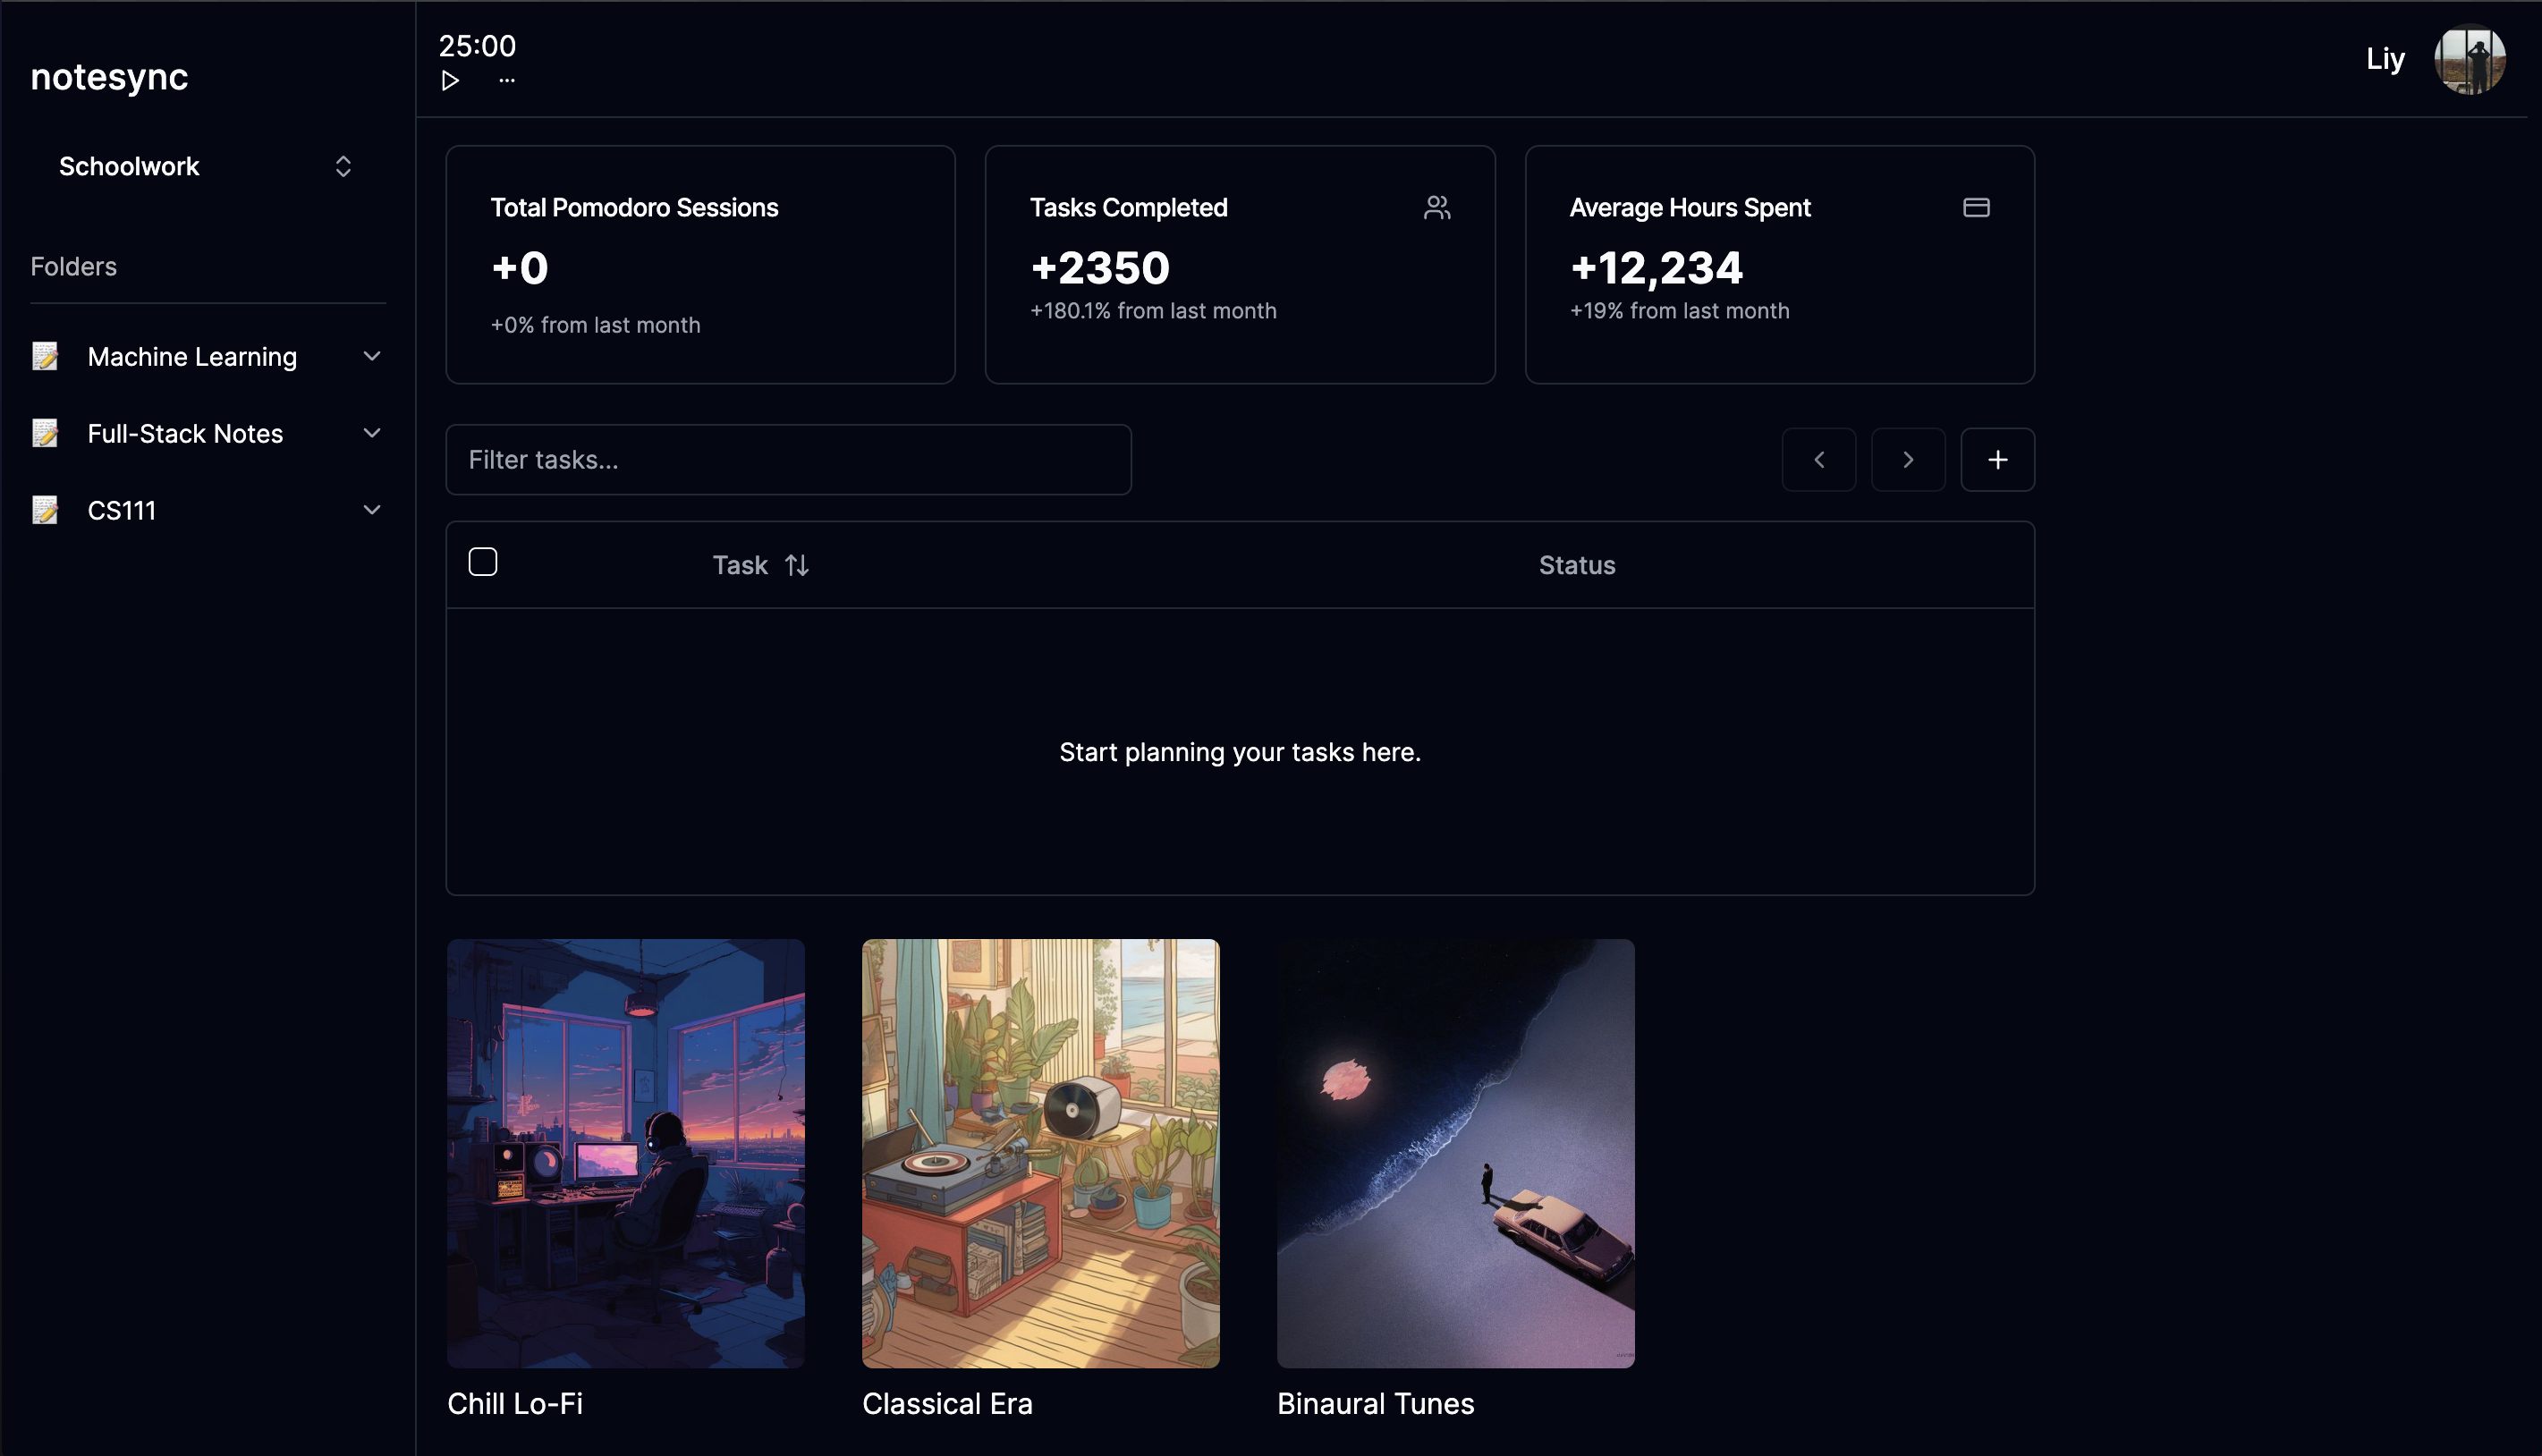 notesync
Schoolwork
Folders
Machine Learning
Full-Stack Notes
CS111
25:00
Liy
Total Pomodoro Sessions
+0
+0% from last month
Tasks Completed
+2350
+180.1% from last month
Average Hours Spent
+12,234
+19% from last month
Filter tasks...
Task
Status
Start planning your tasks here.
Chill Lo-Fi
Classical Era
Binaural Tunes